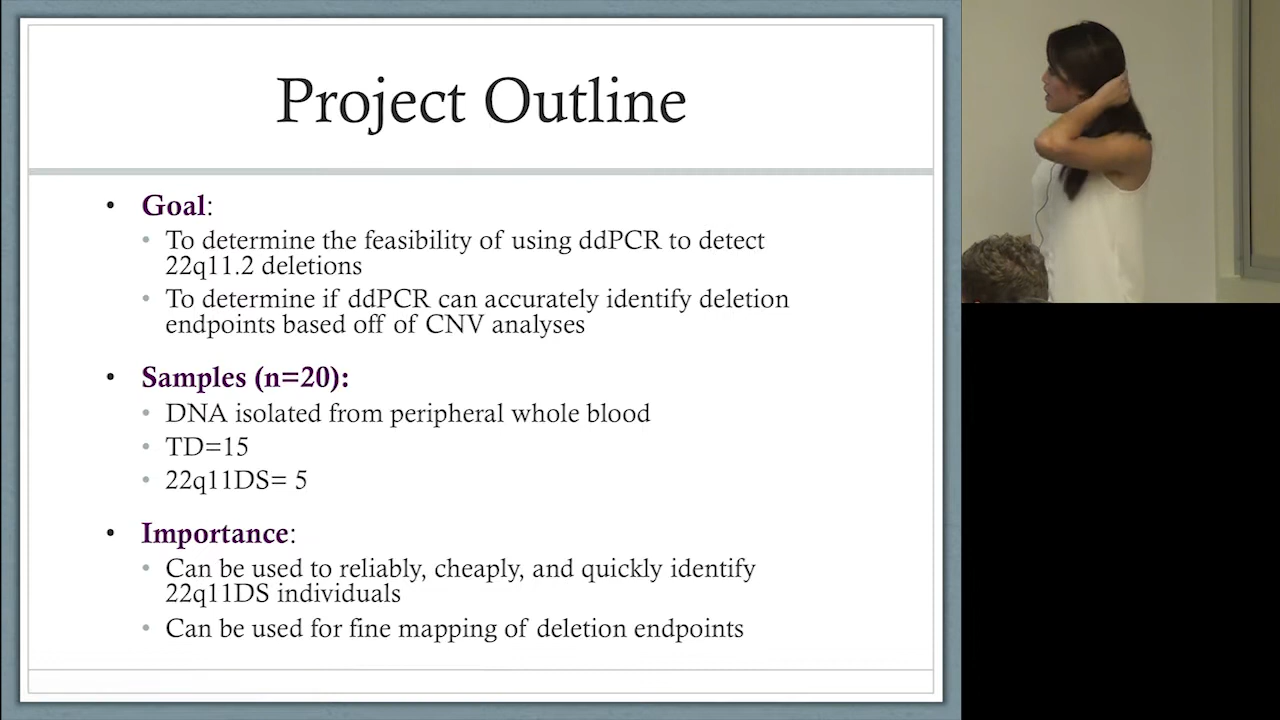 Project Outline
• Goal:
• To determine the feasibility of using ddPCR to detect
22q11.2 deletions
• To determine if ddPCR can accurately identify deletion
endpoints based off of CNV analyses
• Samples (n=20):
• DNA isolated from peripheral whole blood
• TD=15
• 22q11DS= 5
• Importance:
• Can be used to reliably, cheaply, and quickly identify
22q11DS individuals
• Can be used for fine mapping of deletion endpoints